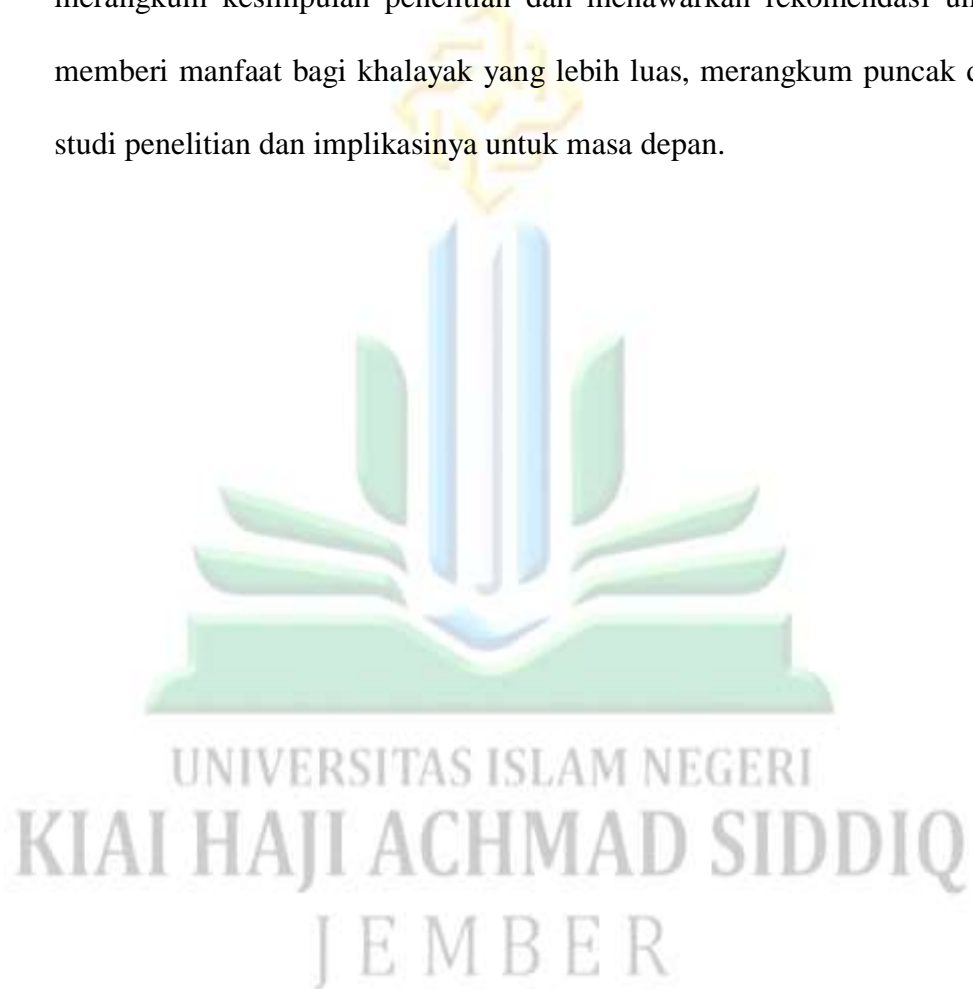 merangkum kesimpulan penelitian dan menawarkan rekomendasi
memberi manfaat bagi khalayak yang lebih luas, merangkum puncak
studi penelitian dan implikasinya untuk masa depan.
UNIVERSITAS ISLAM NEGERI
KIAI HAJI ACHMAD SIDDIQ
JEMBER